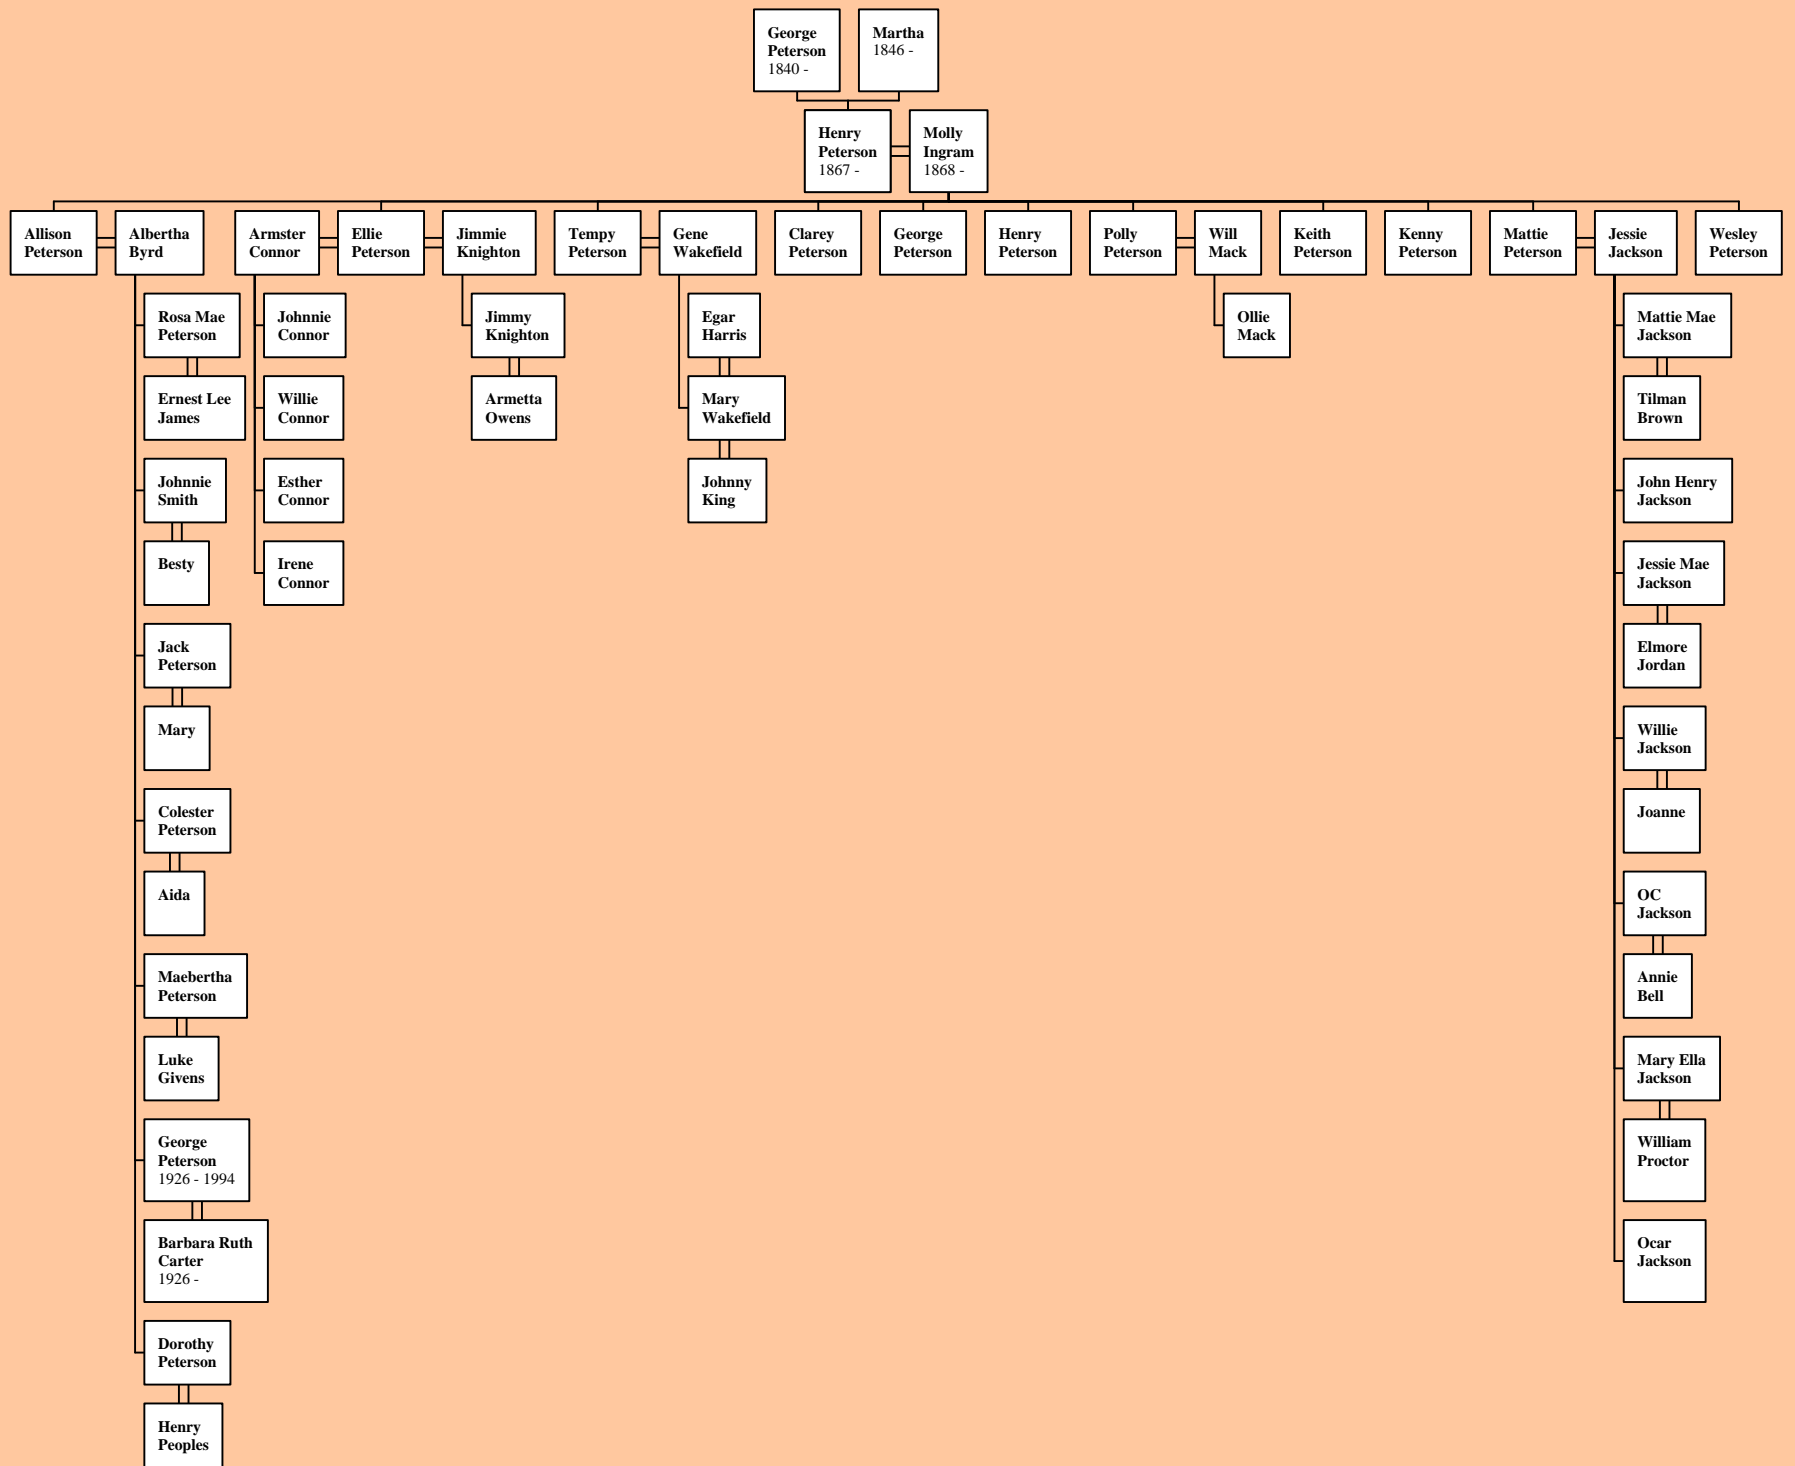 George
Peterson
1840 -
Martha
1846 -
Henry
Peterson
1867 -
Molly
Ingram
1868 -
Allison
Peterson
Albertha
Byrd
Armster
Connor
Ellie
Peterson
Jimmie
Knighton
Tempy
Peterson
Gene
Wakefield
Clarey
Peterson
George
Peterson
Henry
Peterson
Polly
Peterson
Will
Mack
Keith
Peterson
Kenny
Peterson
Mattie
Peterson
Jessie
Jackson
Wesley
Peterson
Rosa Mae
Peterson
Ernest Lee
James
Johnnie
Smith
Besty
Jack
Peterson
Mary
Colester
Peterson
Aida
Maebertha
Peterson
Luke
Givens
George
Peterson
1926 - 1994
Barbara Ruth
Carter
1926 -
Dorothy
Peterson
Henry
Peoples
Johnnie
Connor
Willie
Connor
Esther
Connor
Irene
Connor
Jimmy
Knighton
Armetta
Owens
Egar
Harris
Mary
Wakefield
Johnny
King
Ollie
Mack
Mattie Mae
Jackson
Tilman
Brown
John Henry
Jackson
Jessie Mae
Jackson
Elmore
Jordan
Willie
Jackson
Joanne
OC
Jackson
Annie
Bell
Mary Ella
Jackson
William
Proctor
Ocar
Jackson